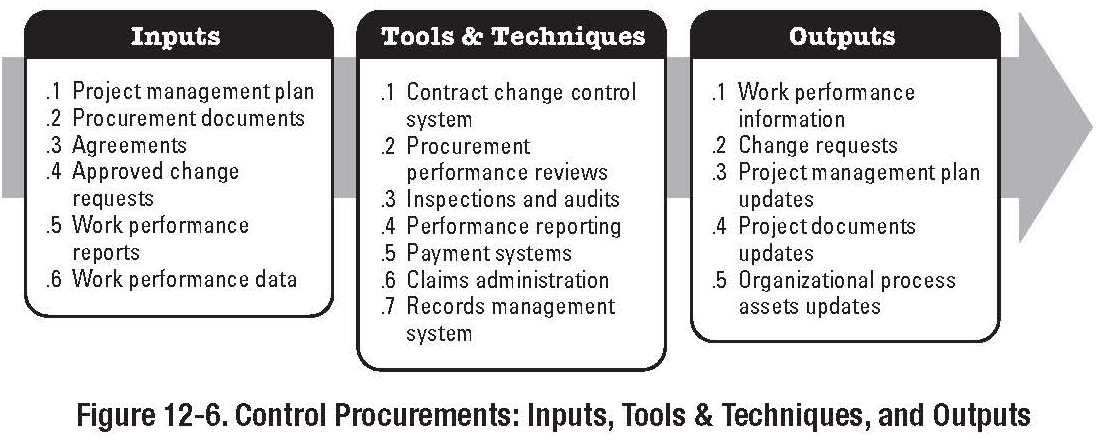 Inputs
.1 Project management plan
.2 Procurement documents
.3 Agreements
.4 Approved change
requests
.5 Work performance
reports
.6 Work performance data
Tools & Techniques
.1 Contract change control
system
.2 Procurement
performance reviews
.3 Inspections and audits
.4 Performance reporting
.5 Payment systems
.6 Claims administration
.7 Records management
system
Outputs
.1 Work performance
information
.2 Change requests
.3 Project management plan
updates
.4 Project documents
updates
.5 Organizational process
assets updates
Figure 12-6. Control Procurements: Inputs, Tools & Techniques, and Outputs